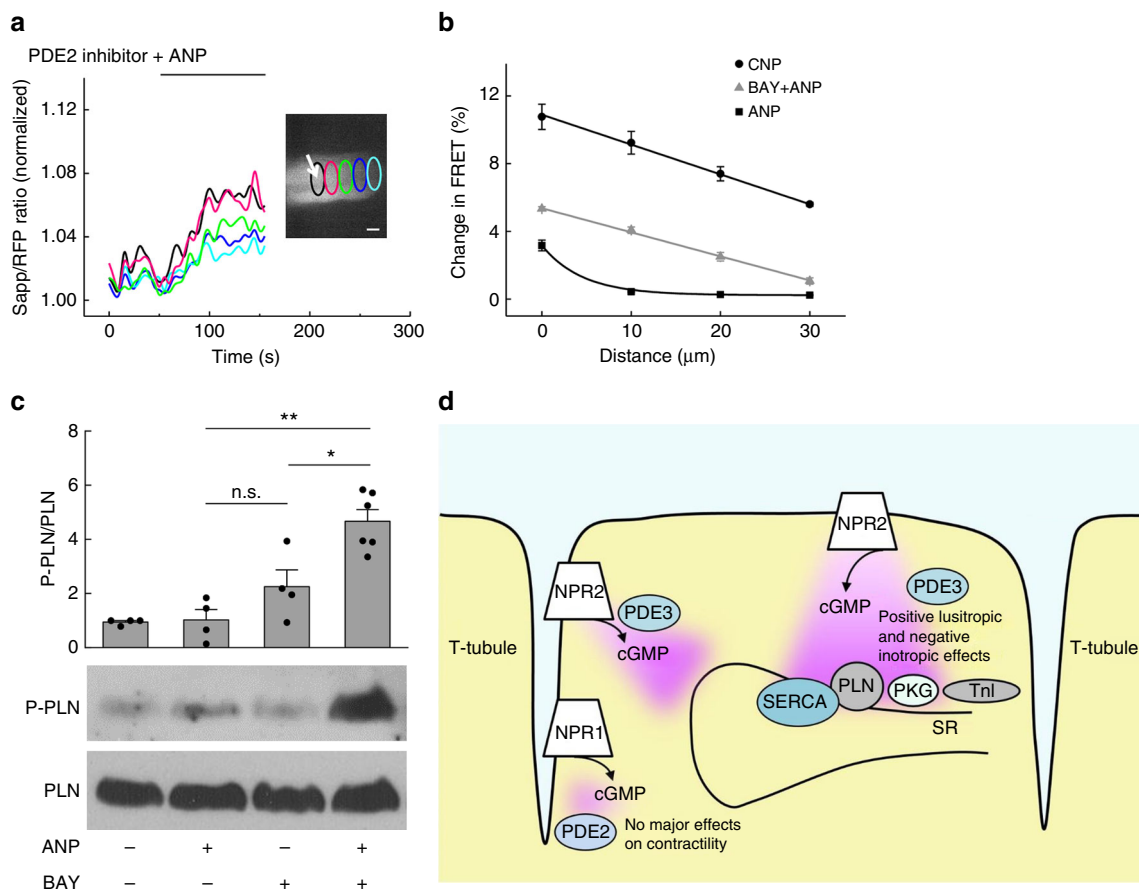 a
PDE2 inhibitor + ANP
Sapp/RFP ratio (normalized)
1.12
1.08
1.04
1.00
0
100
200
300
Time (s)
b
CNP
BAY+ANP
ANP
Change in FRET (%)
12
8
4
0
0
10
20
30
Distance (μm)
c
**
*
n.s.
P-PLN/PLN
8
6
4
2
0
P-PLN
PLN
ANP – + – +
BAY – – + +
d
NPR2
NPR2
PDE3
cGMP
PDE3
cGMP
Positive lusitropic
and negative
inotropic effects
T-tubule
T-tubule
PLN
PKG
TnI
SERCA
SR
NPR1
cGMP
PDE2
No major effects
on contractility